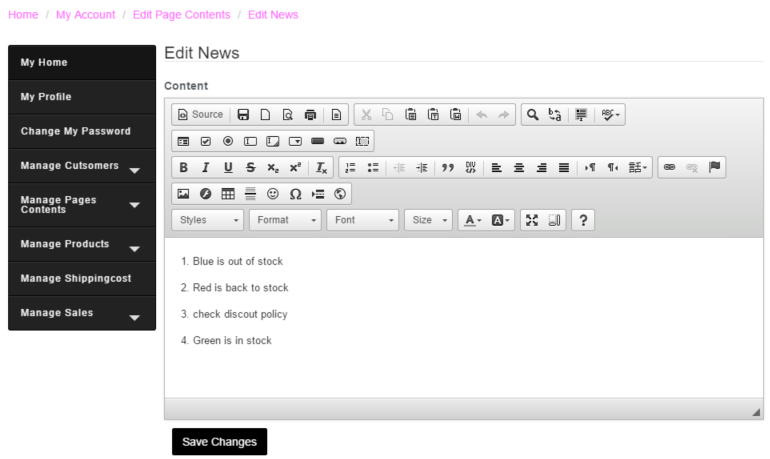 Home / My Account / Edit Page Contents / Edit News
My Home
My Profile
Change My Password
Manage Cutsomers
Manage Pages
Contents
Manage Products
Manage Shippingcost
Manage Sales
Edit News
Content
Source
Styles Format Font Size A A ?
1. Blue is out of stock
2. Red is back to stock
3. check discout policy
4. Green is in stock
Save Changes